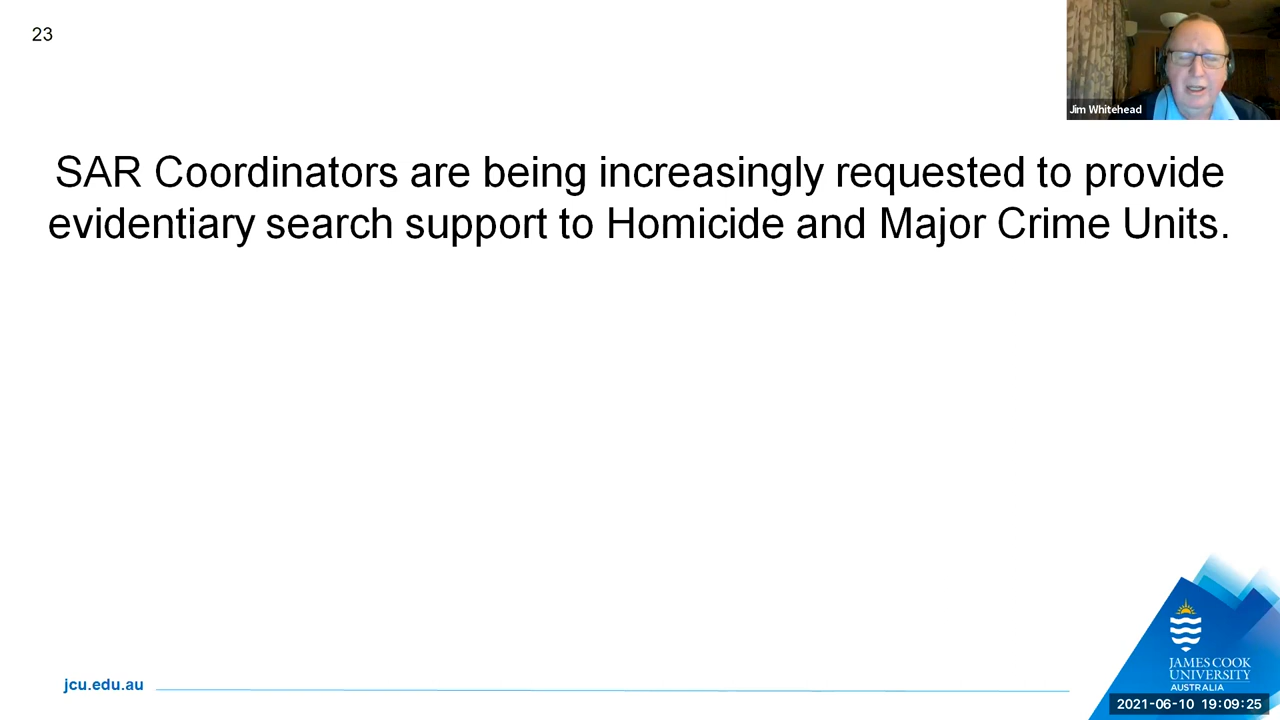 23
Jim Whitehead
SAR Coordinators are being increasingly requested to provide
evidentiary search support to Homicide and Major Crime Units.
jcu.edu.au
JAMES COOK
UNIVERSITY
AUSTRALIA
2021-06-10 19:09:25